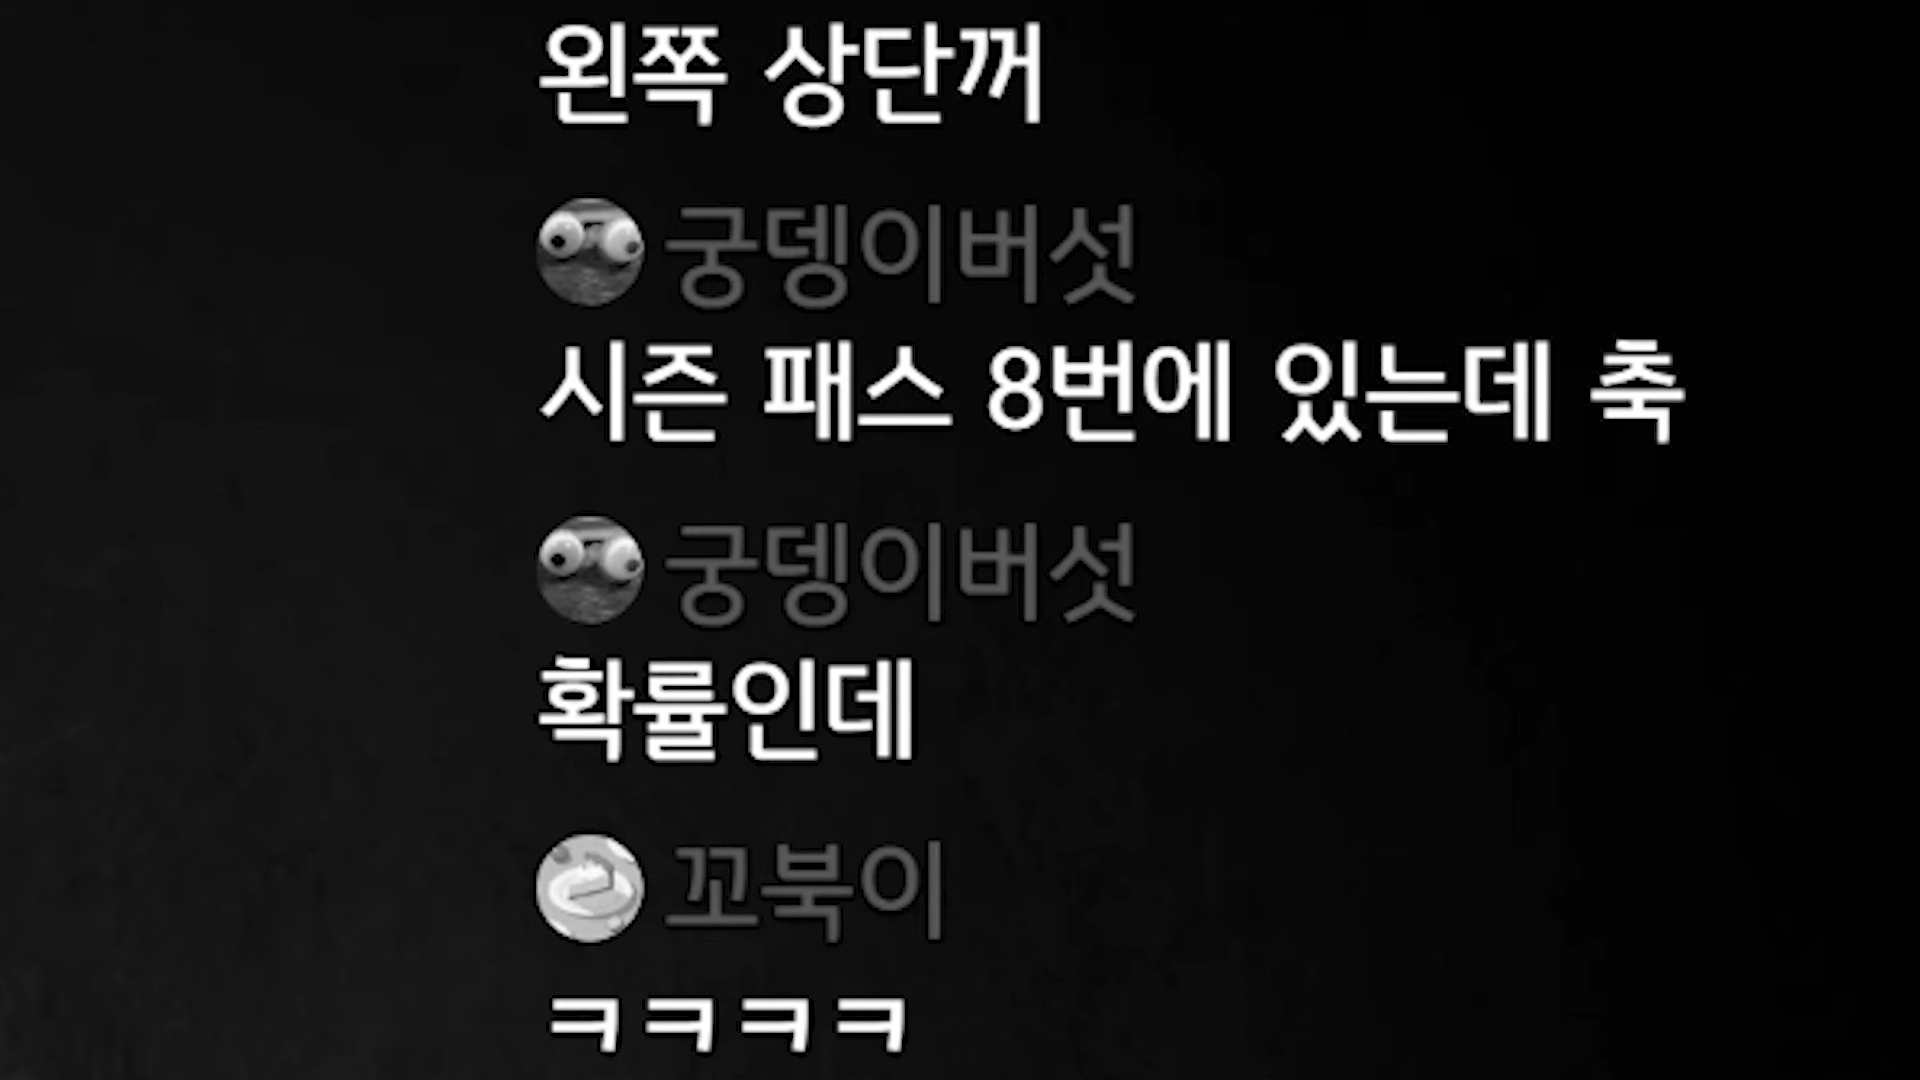 왼쪽 상단꺼
궁뎅이버섯
시즌 패스 8번에 있는데 축
궁뎅이버섯
확률인데
꼬북이
ㅋㅋㅋㅋ